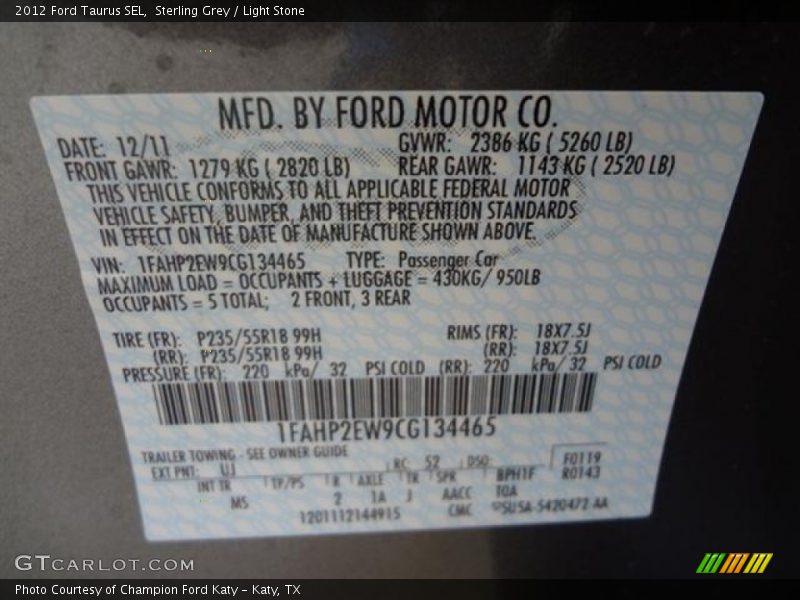 2012 Ford Taurus SEL,  Sterling Grey / Light Stone
MFD. BY FORD MOTOR CO.
DATE: 12/11 GVWR: 2386 KG ( 5260 LB)
FRONT GAWR: 1279 KG ( 2820 LB) REAR GAWR: 1143 KG ( 2520 LB)
THIS VEHICLE CONFORMS TO ALL APPLICABLE FEDERAL MOTOR
VEHICLE SAFETY, BUMPER, AND THEFT PREVENTION STANDARDS
IN EFFECT ON THE DATE OF MANUFACTURE SHOWN ABOVE.
VIN: 1FAHP2EW9CG134465 TYPE: Passenger Car
MAXIMUM LOAD = OCCUPANTS + LUGGAGE = 430KG/ 950LB
OCCUPANTS = 5 TOTAL; 2 FRONT, 3 REAR
TIRE (FR): P235/55R18 99H RIMS (FR): 18X7.5J
(RR): P235/55R18 99H (RR): 18X7.5J
PRESSURE (FR): 220 kPa/ 32 PSI COLD (RR): 220 kPa/ 32 PSI COLD
1FAHP2EW9CG134465
TRAILER TOWING - SEE OWNER GUIDE
RC: 52 DSO: F0119
EXT PNT: UJ R0143
INT TR TP/PS R AXLE TR SPR BPH1F
MS 2 1A J AACC TOA
1201112144915 CMC 5U5A-5420472-AA
GTCARLOT.COM
Photo Courtesy of Champion Ford Katy – Katy, TX